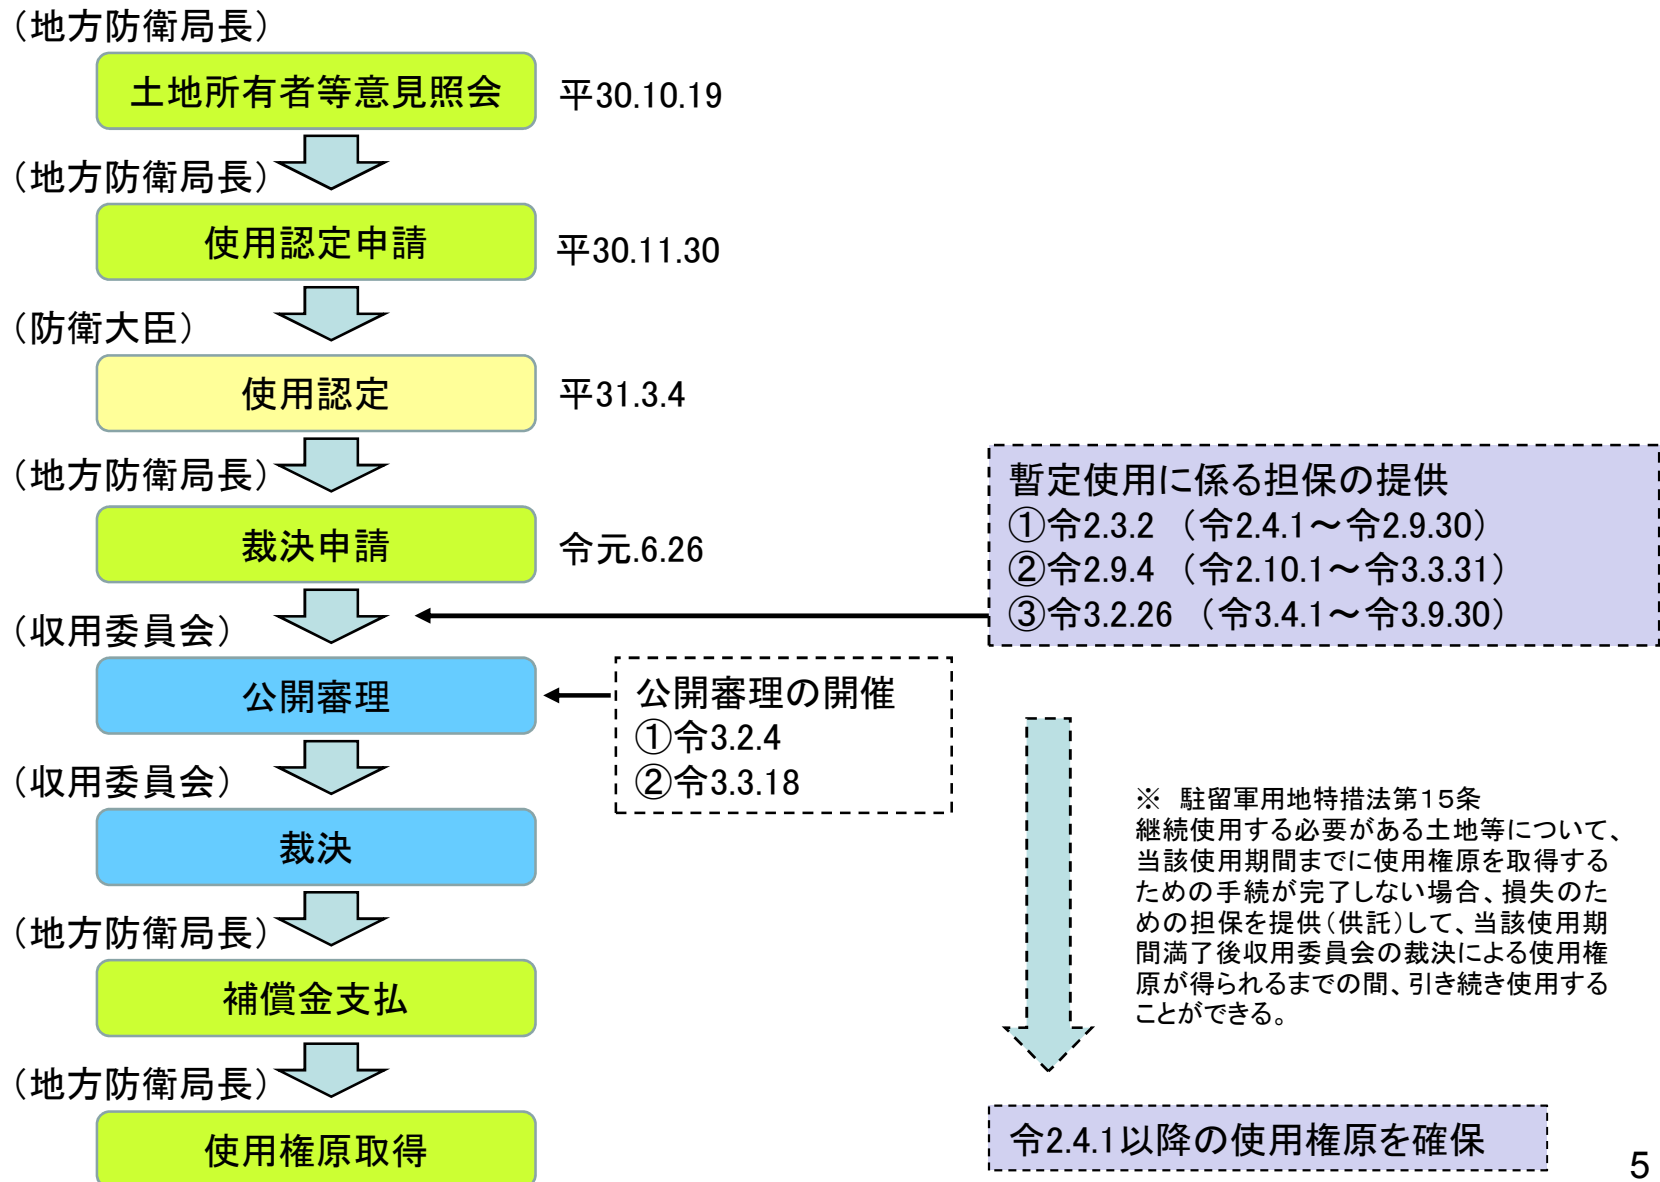 （地方防衛局長）
土地所有者等意見照会
平30.10.19
（地方防衛局長）
使用認定申請
平30.11.30
（防衛大臣）
使用認定
平31.3.4
（地方防衛局長）
裁決申請
令元.6.26
暫定使用に係る担保の提供
①令2.3.2 （令2.4.1～令2.9.30）
②令2.9.4 （令2.10.1～令3.3.31）
③令3.2.26 （令3.4.1～令3.9.30）
（収用委員会）
公開審理
公開審理の開催
①令3.2.4
②令3.3.18
（収用委員会）
裁決
※ 駐留軍用地特措法第１５条
継続使用する必要がある土地等について、
当該使用期間までに使用権原を取得する
ための手続が完了しない場合、損失のた
めの担保を提供（供託）して、当該使用期
間満了後収用委員会の裁決による使用権
原が得られるまでの間、引き続き使用する
ことができる。
（地方防衛局長）
補償金支払
（地方防衛局長）
使用権原取得
令2.4.1以降の使用権原を確保
5